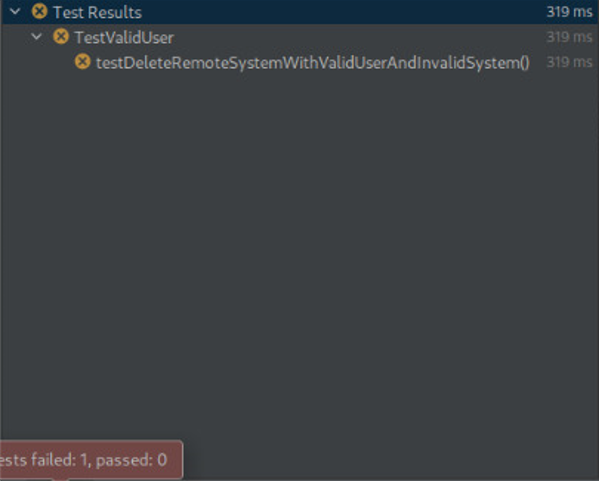 Test Results 319 ms
TestValidUser 319 ms
testDeleteRemoteSystemWithValidUserAndInvalidSystem() 319 ms
ests failed: 1, passed: 0